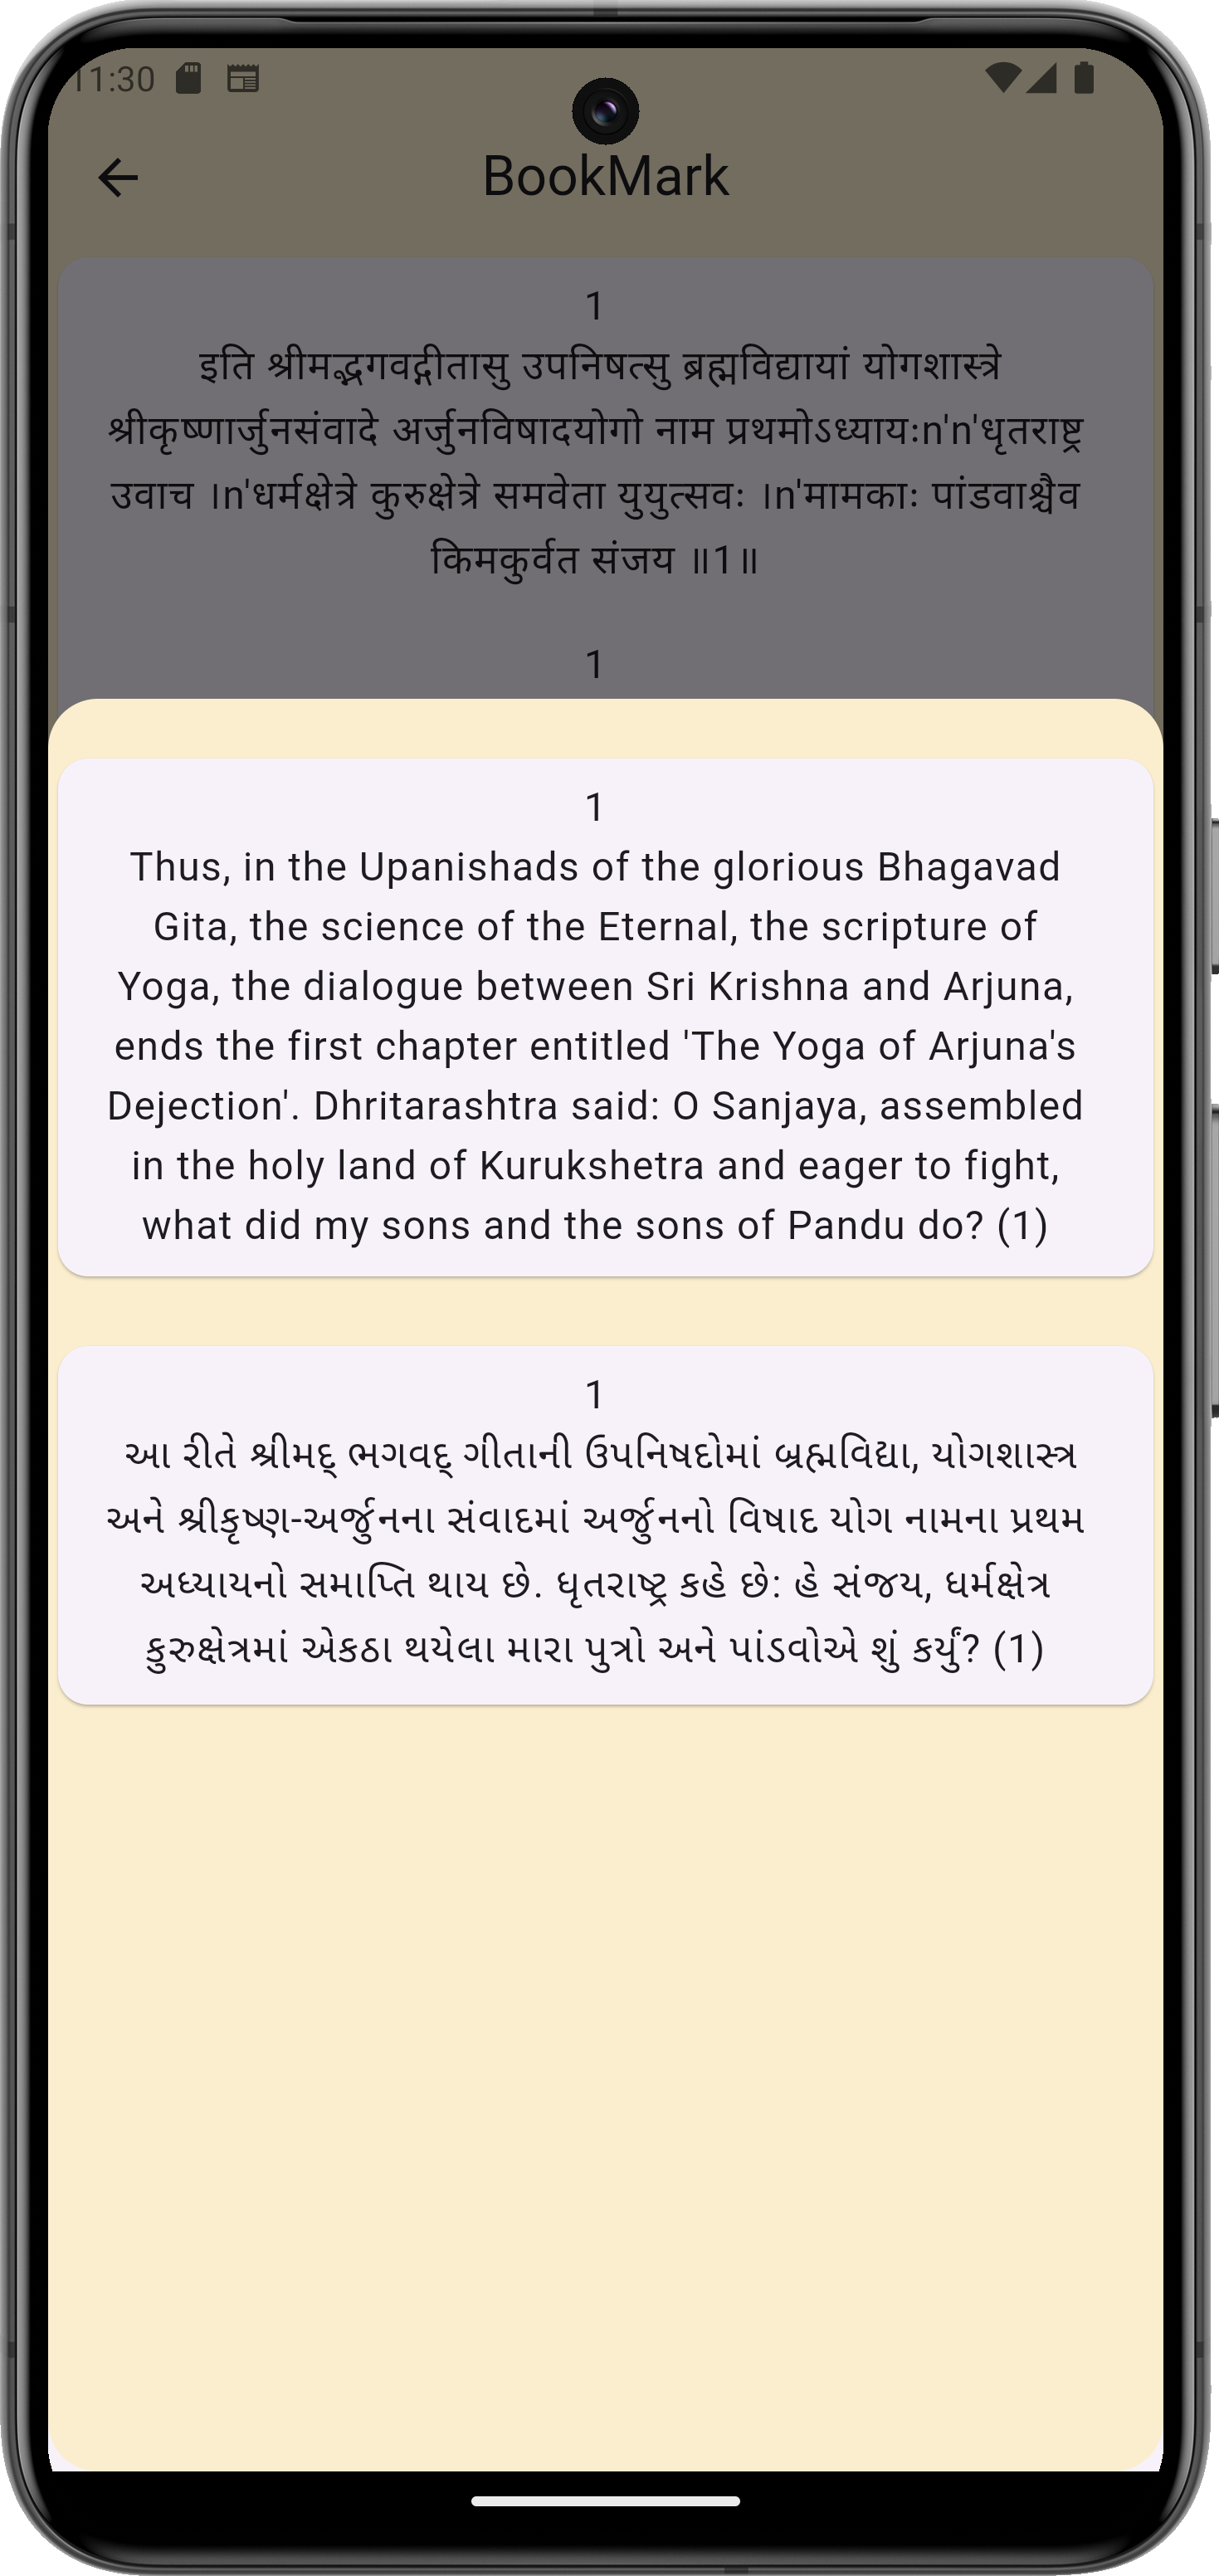 11:30
BookMark
1
इति श्रीमद्भगवद्गीतासु उपनिषत्सु ब्रह्मविद्यायां योगशास्त्रे
श्रीकृष्णार्जुनसंवादे अर्जुनविषादयोगो नाम प्रथमोऽध्यायःn'n'धृतराष्ट्र
उवाच ।n'धर्मक्षेत्रे कुरुक्षेत्रे समवेता युयुत्सवः ।n'मामकाः पांडवाश्चैव
किमकुर्वत संजय ॥1॥
1
1
Thus, in the Upanishads of the glorious Bhagavad
Gita, the science of the Eternal, the scripture of
Yoga, the dialogue between Sri Krishna and Arjuna,
ends the first chapter entitled 'The Yoga of Arjuna's
Dejection'. Dhritarashtra said: O Sanjaya, assembled
in the holy land of Kurukshetra and eager to fight,
what did my sons and the sons of Pandu do? (1)
1
આ રીતે શ્રીમદ્ ભગવદ્ ગીતાની ઉપનિષદોમાં બ્રહ્મવિદ્યા, યોગશાસ્ત્ર
અને શ્રીકૃષ્ણ-અર્જુનના સંવાદમાં અર્જુનનો વિષાદ યોગ નામના પ્રથમ
અધ્યાયનો સમાપ્તિ થાય છે. ધૃતરાષ્ટ્ર કહે છે: હે સંજય, ધર્મક્ષેત્ર
કુરુક્ષેત્રમાં એકઠા થયેલા મારા પુત્રો અને પાંડવોએ શું કર્યું? (1)